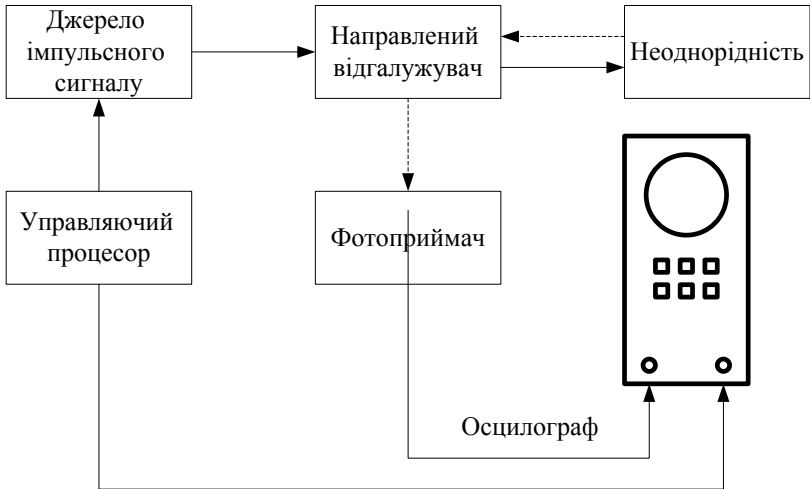 Джерело
імпульсного
сигналу
Направлений
відгалужувач
Неоднорідність
Управляючий
процесор
Фотоприймач
Осцилограф